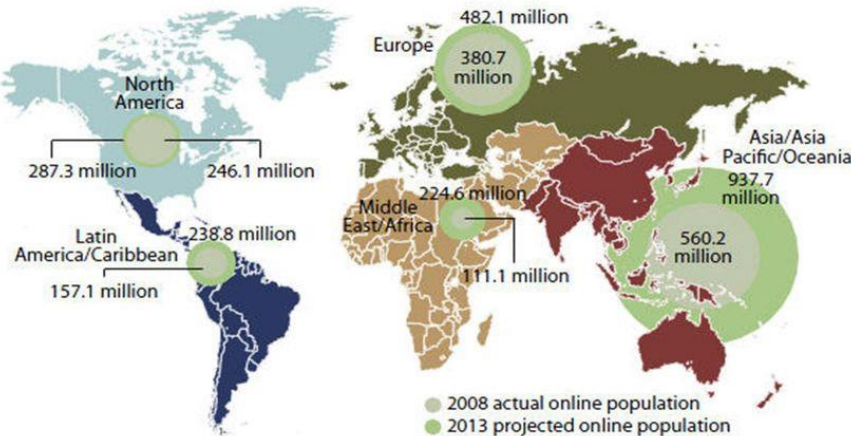 482.1 million
Europe
380.7
million
North
America
287.3 million
246.1 million
Asia/Asia
Pacific/Oceania
937.7
million
560.2
million
224.6 million
Middle
East/Africa
111.1 million
Latin
America/Caribbean
238.8 million
157.1 million
2008 actual online population
2013 projected online population